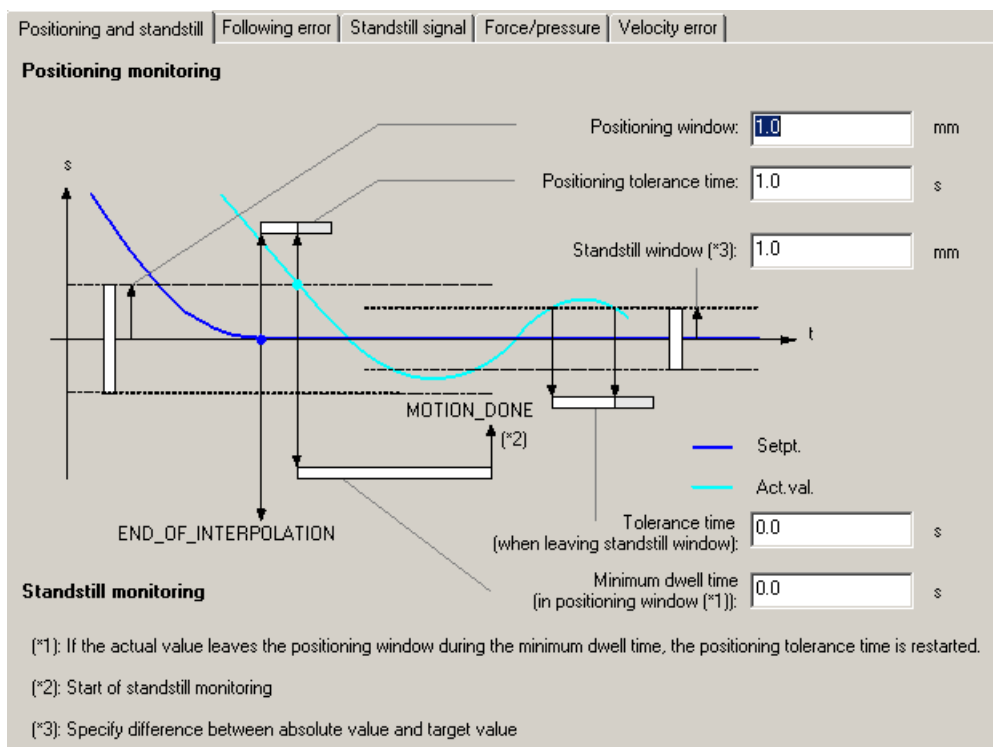 Positioning and standstill Following error Standstill signal Force/pressure Velocity error
Positioning monitoring
Positioning window: 1.0 mm
s
Positioning tolerance time: 1.0 s
Standstill window (*3): 1.0 mm
t
MOTION_DONE
(*2)
Setpt.
Act.val.
END_OF_INTERPOLATION
Tolerance time
(when leaving standstill window): 0.0 s
Minimum dwell time
(in positioning window (*1)): 0.0 s
Standstill monitoring
(*1): If the actual value leaves the positioning window during the minimum dwell time, the positioning tolerance time is restarted.
(*2): Start of standstill monitoring
(*3): Specify difference between absolute value and target value